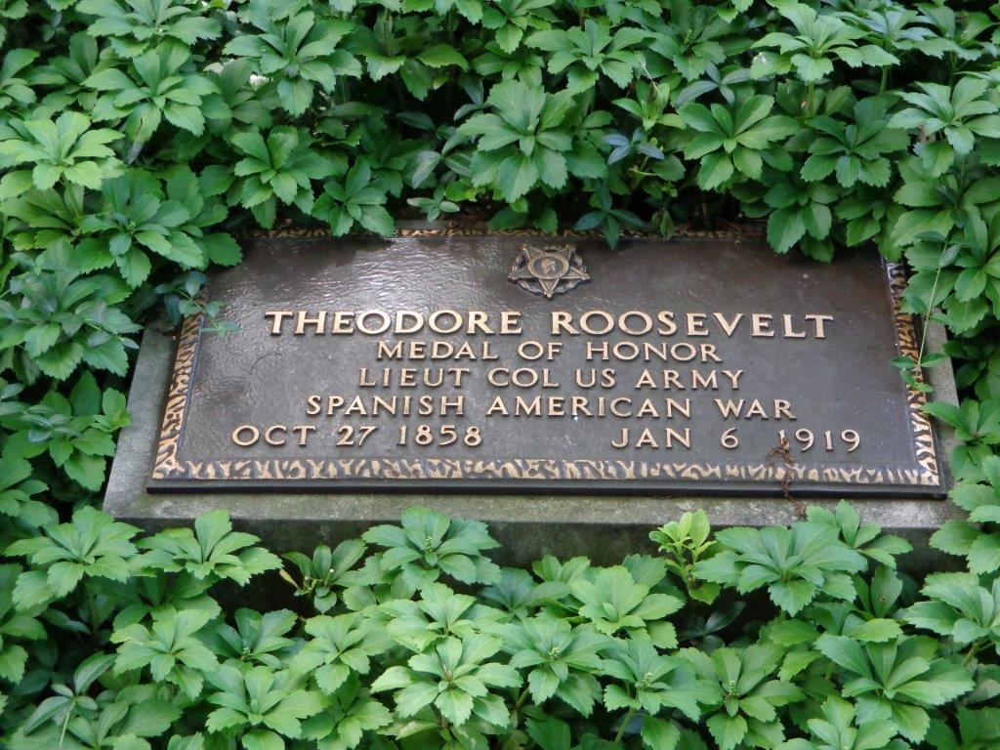 THEODORE ROOSEVELT
MEDAL OF HONOR
LIEUT COL US ARMY
SPANISH AMERICAN WAR
OCT 27 1858 JAN 6 1919